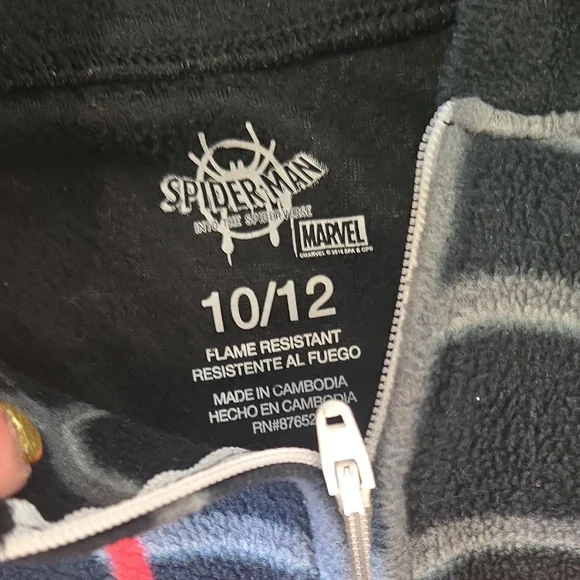 SPIDER-MAN
INTO THE SPIDER-VERSE
MARVEL
10/12
FLAME RESISTANT
RESISTENTE AL FUEGO
MADE IN CAMBODIA
HECHO EN CAMBODIA